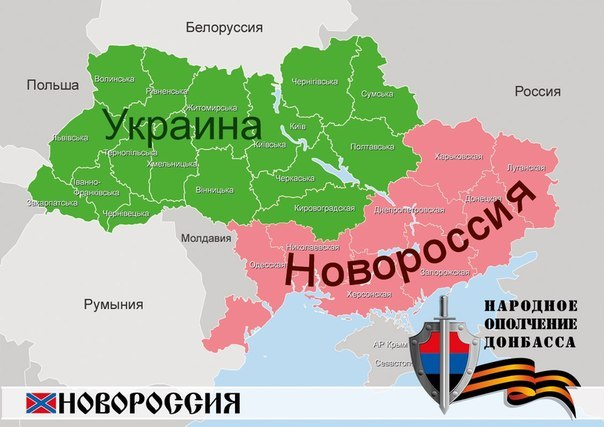 Белоруссия
Польша
Россия
Волинська
Рівненська
Житомирська
Чернігівська
Сумська
Украина
Київ
Київська
Львівська
Тернопільська
Хмельницька
Полтавська
Харьковская
Луганская
Івано-
Франковська
Закарпатська
Чернівецька
Вінницька
Черкаська
Кировоградская
Днепропетровская
Донецкая
Новороссия
Молдавия
Одесская
Николаевская
Запорожская
Херсонская
Румыния
АР Крым
Севастополь
НАРОДНОЕ
ОПОЛЧЕНИЕ
ДОНБАССА
НОВОРОССИЯ